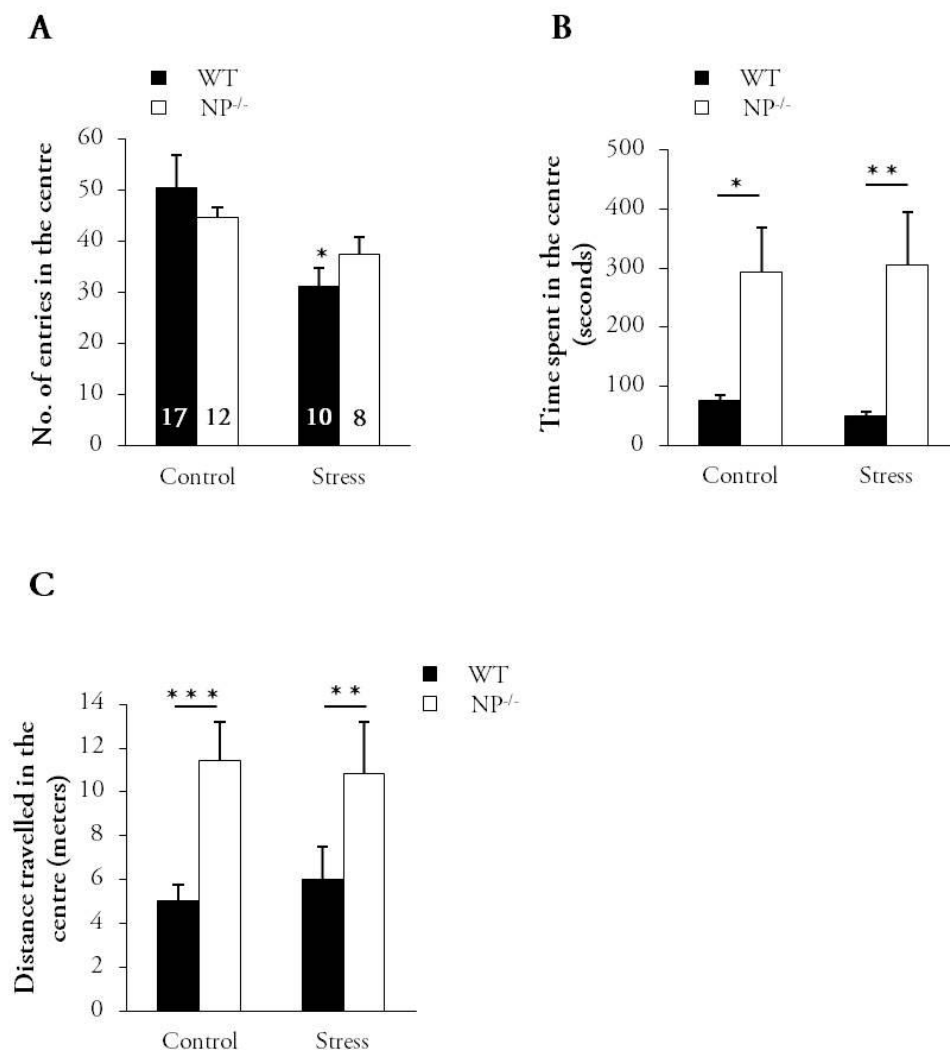 A
WT
NP-/-
No. of entries in the centre
60
50
40
30
20
10
0
*
17
12
10
8
Control
Stress
B
WT
NP-/-
Time spent in the centre
(seconds)
500
400
300
200
100
0
*
**
Control
Stress
C
WT
NP-/-
Distance travelled in the
centre (meters)
14
12
10
8
6
4
2
0
***
**
Control
Stress